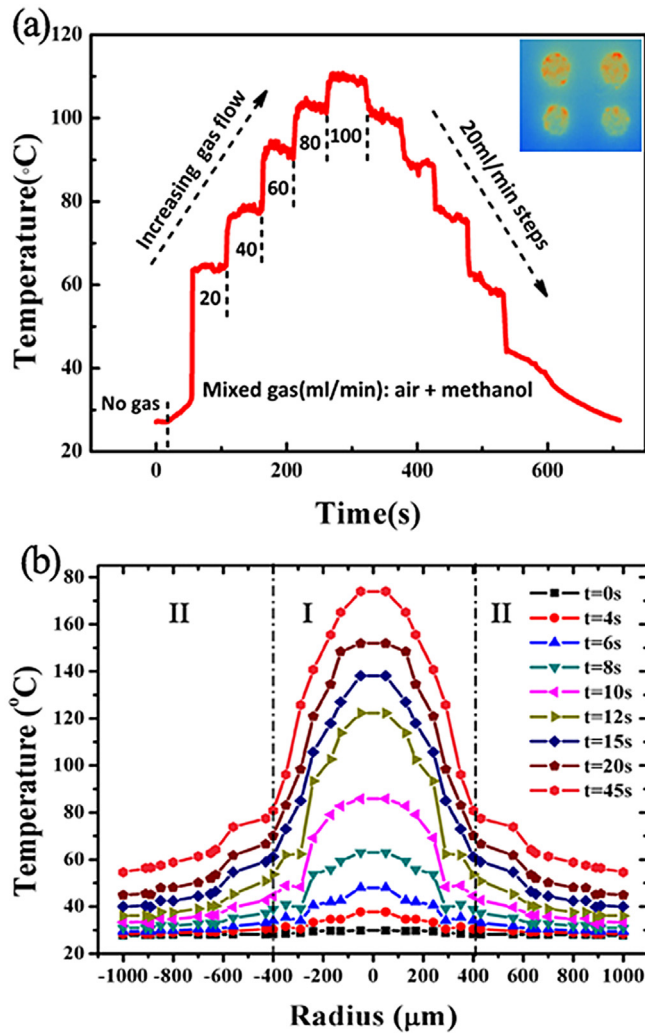 (a)
120
100
80
60
40
20
Temperature(°C)
Increasing gas flow
20ml/min steps
20
40
60
80
100
No gas
Mixed gas(ml/min): air + methanol
0
200
400
600
Time(s)
(b)
180
160
140
120
100
80
60
40
20
Temperature (°C)
II
I
II
t=0s
t=4s
t=6s
t=8s
t=10s
t=12s
t=15s
t=20s
t=45s
-1000 -800 -600 -400 -200 0 200 400 600 800 1000
Radius (μm)